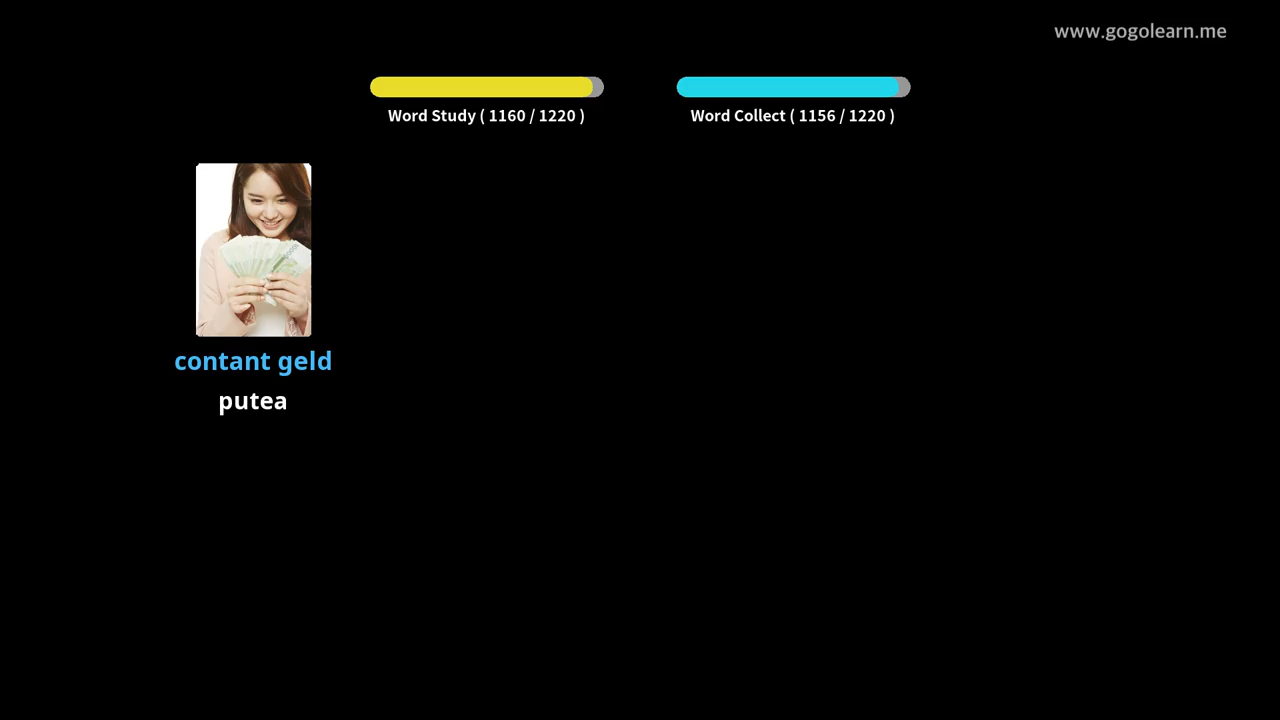 www.gogolearn.me
Word Study ( 1160 / 1220 )
Word Collect ( 1156 / 1220 )
contant geld
putea